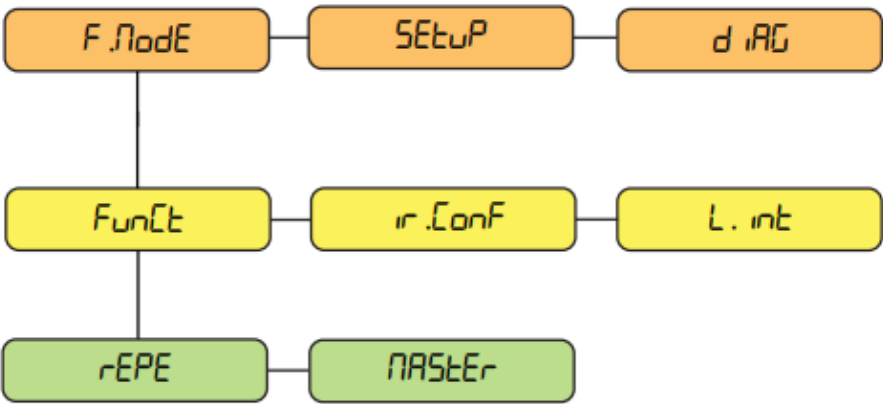 F.ModE SEtuP diAG
FunCt ir.ConF L.int
rEPE MAStEr